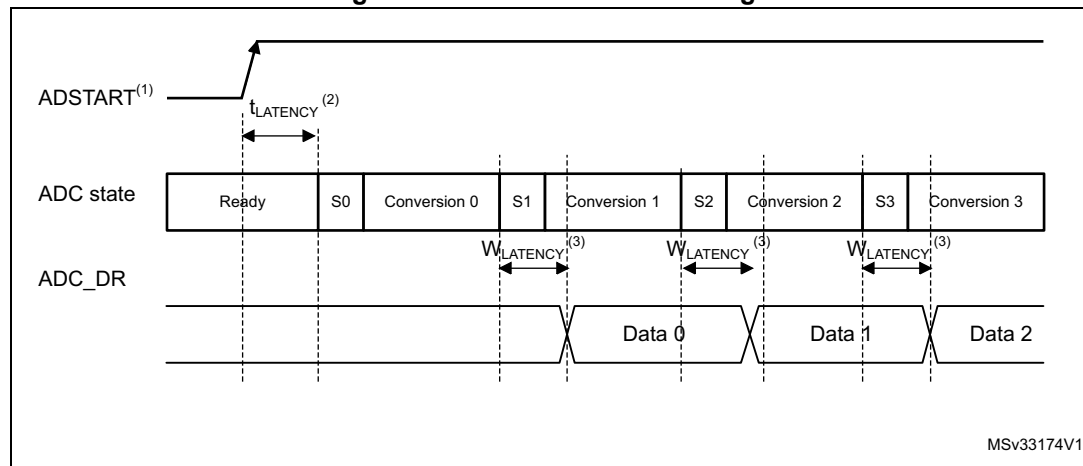 ADSTART(1)
tLATENCY (2)
ADC state
Ready S0 Conversion 0 S1 Conversion 1 S2 Conversion 2 S3 Conversion 3
WLATENCY(3) WLATENCY(3) WLATENCY(3)
ADC_DR
Data 0 Data 1 Data 2
MSv33174V1